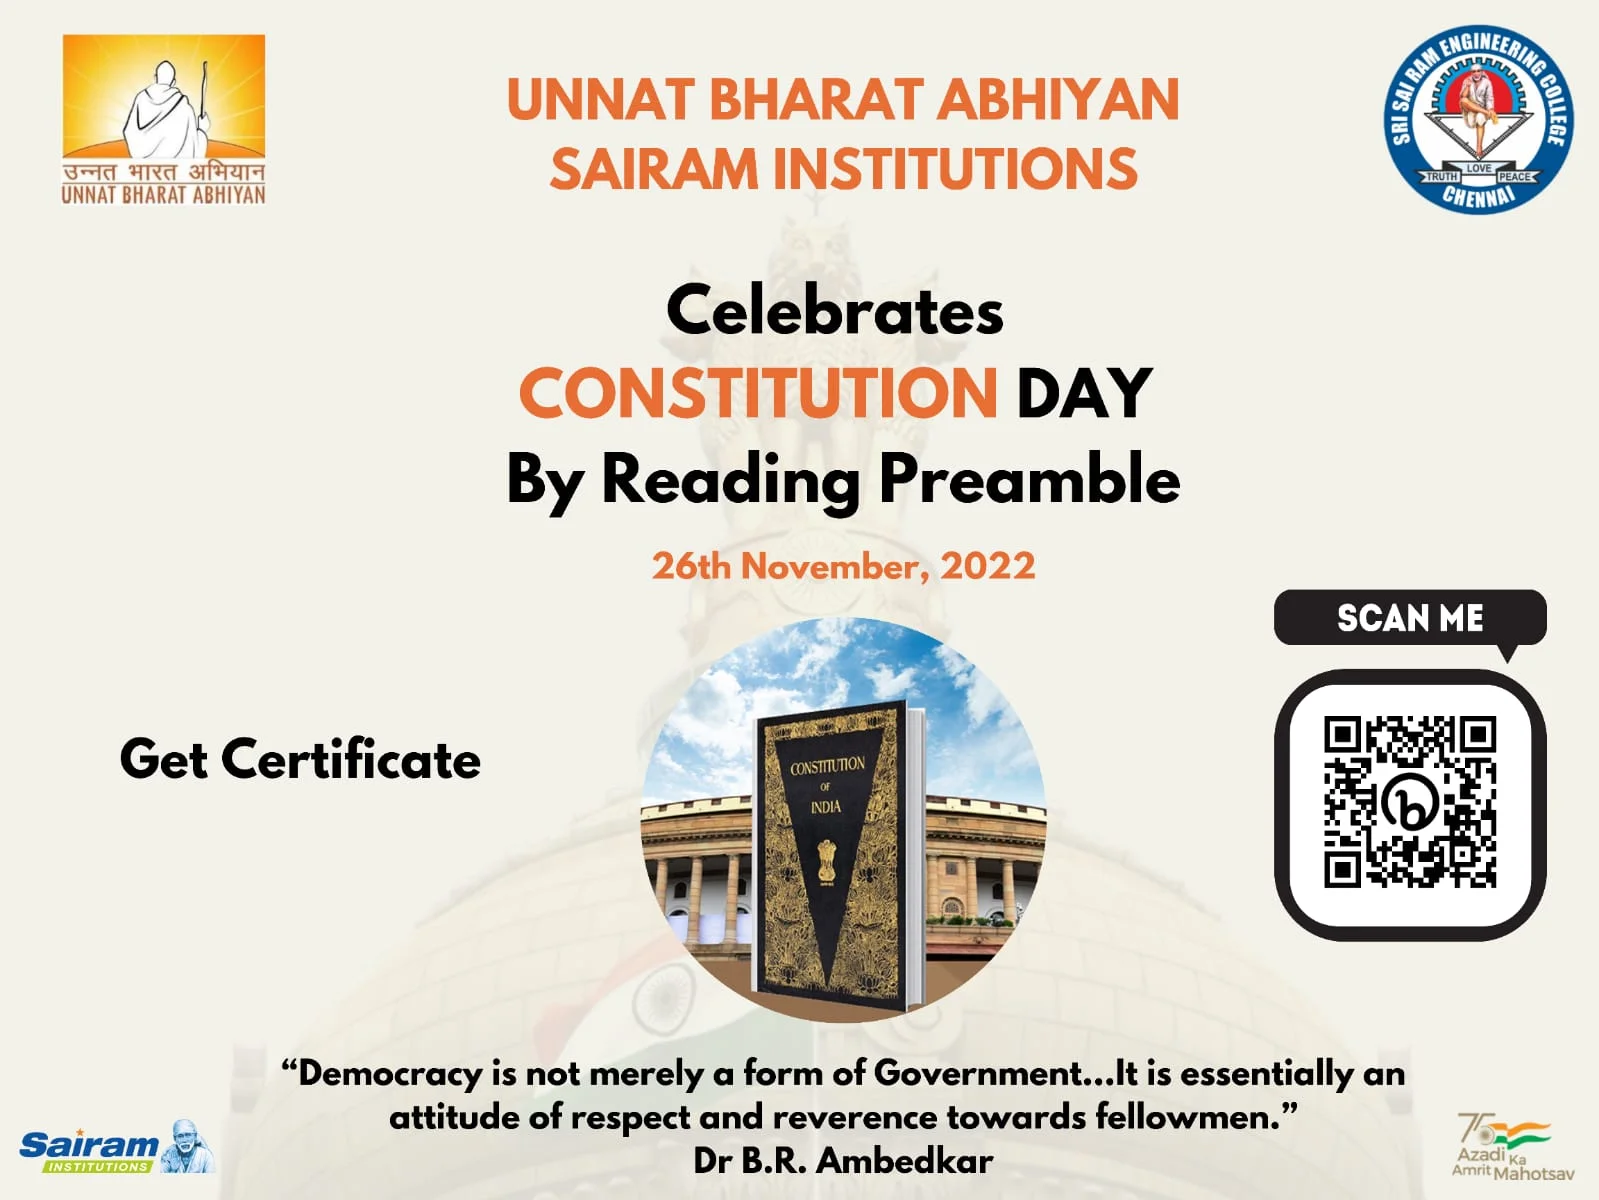 उन्नत भारत अभियान
UNNAT BHARAT ABHIYAN
UNNAT BHARAT ABHIYAN
SAIRAM INSTITUTIONS
SRI SAI RAM ENGINEERING COLLEGE
TRUTH LOVE PEACE
CHENNAI
Celebrates
CONSTITUTION DAY
By Reading Preamble
26th November, 2022
SCAN ME
Get Certificate
CONSTITUTION
OF
INDIA
“Democracy is not merely a form of Government...It is essentially an
attitude of respect and reverence towards fellowmen.”
Dr B.R. Ambedkar
Sairam
INSTITUTIONS
75
Azadi Ka
Amrit Mahotsav